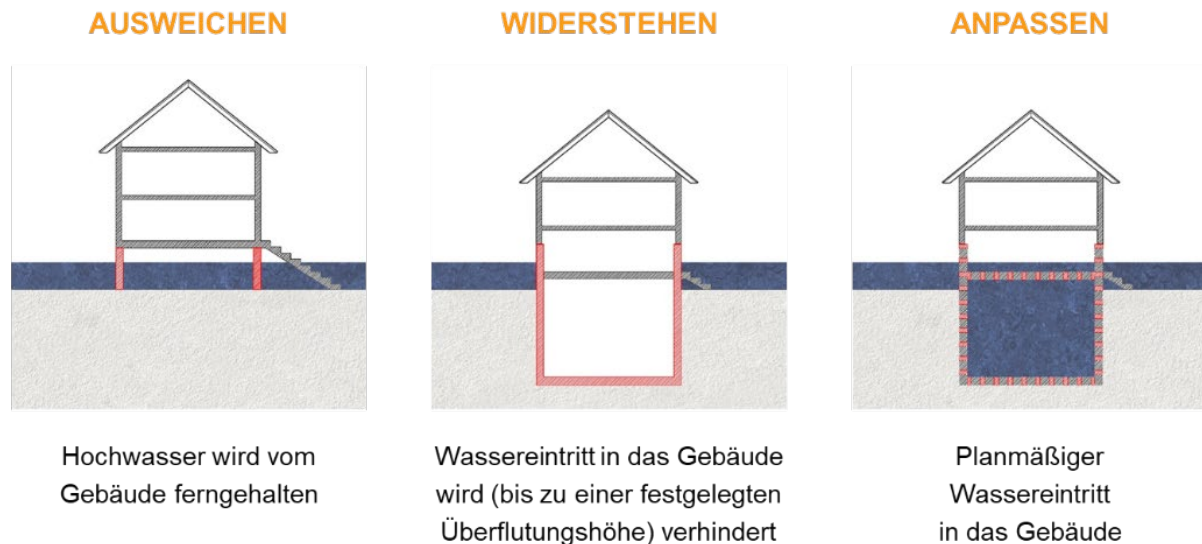 AUSWEICHEN
WIDERSTEHEN
ANPASSEN
Hochwasser wird vom
Gebäude ferngehalten
Wassereintritt in das Gebäude
wird (bis zu einer festgelegten
Überflutungshöhe) verhindert
Planmäßiger
Wassereintritt
in das Gebäude